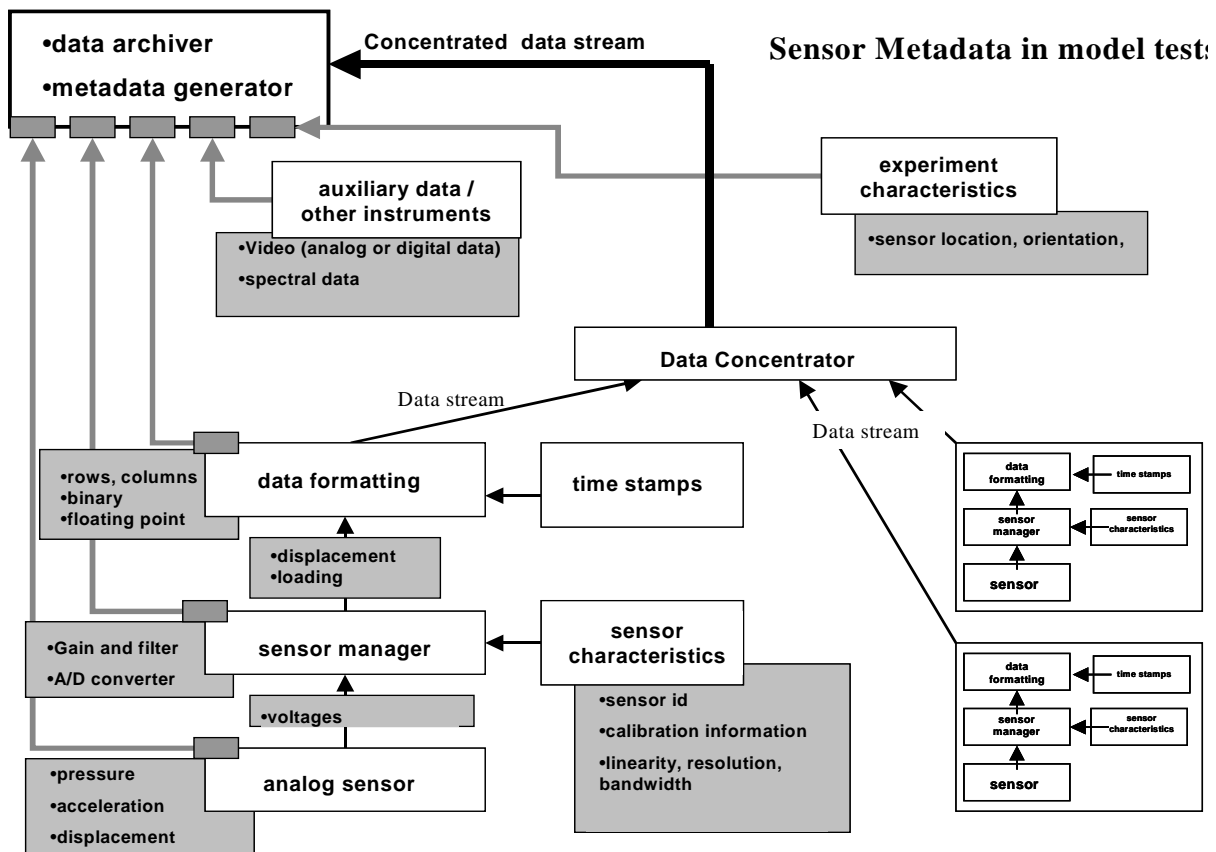 •data archiver
•metadata generator
Concentrated data stream
Sensor Metadata in model tests
experiment
characteristics
•sensor location, orientation,
auxiliary data /
other instruments
•Video (analog or digital data)
•spectral data
Data Concentrator
Data stream
Data stream
•rows, columns
•binary
•floating point
data formatting
time stamps
•displacement
•loading
•Gain and filter
•A/D converter
sensor manager
sensor
characteristics
•sensor id
•calibration information
•linearity, resolution,
bandwidth
•voltages
•pressure
•acceleration
•displacement
analog sensor
data
formatting
time stamps
sensor
manager
sensor
characteristics
sensor
data
formatting
time stamps
sensor
manager
sensor
characteristics
sensor